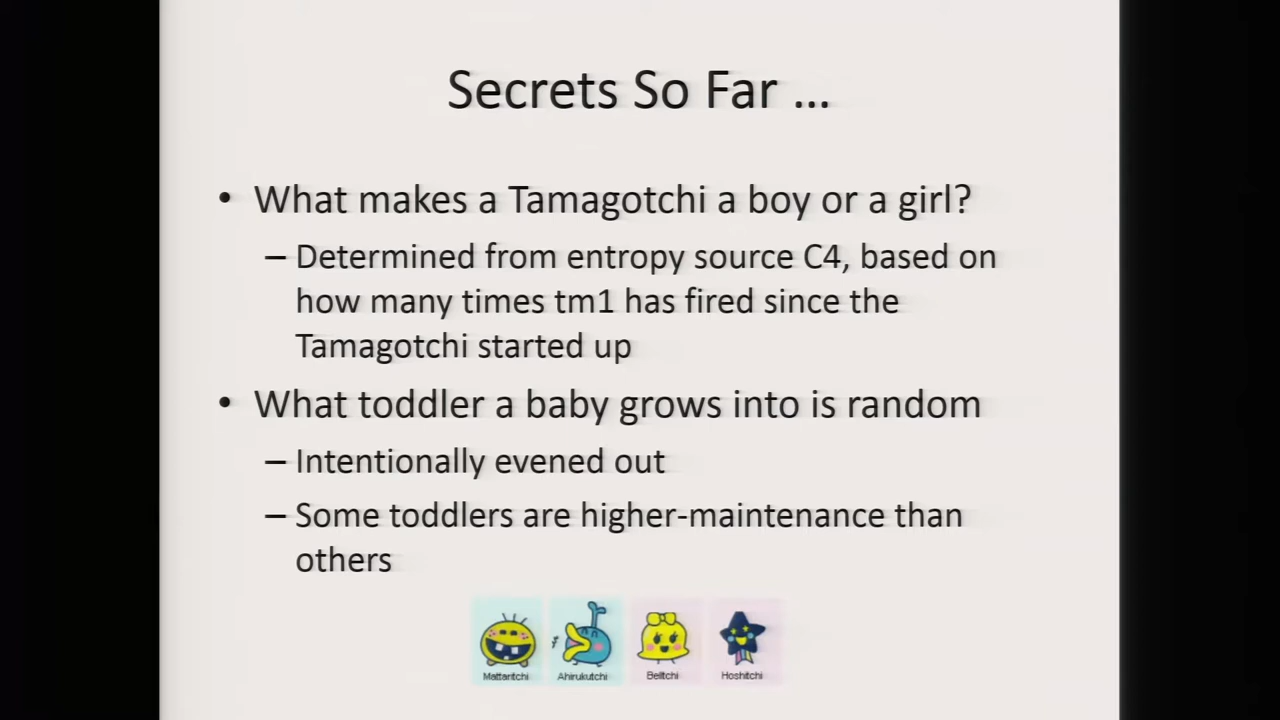 Secrets So Far ...
• What makes a Tamagotchi a boy or a girl?
– Determined from entropy source C4, based on
how many times tm1 has fired since the
Tamagotchi started up
• What toddler a baby grows into is random
– Intentionally evened out
– Some toddlers are higher-maintenance than
others
Mattaritchi Ahirukutchi Belltchi Hoshitchi